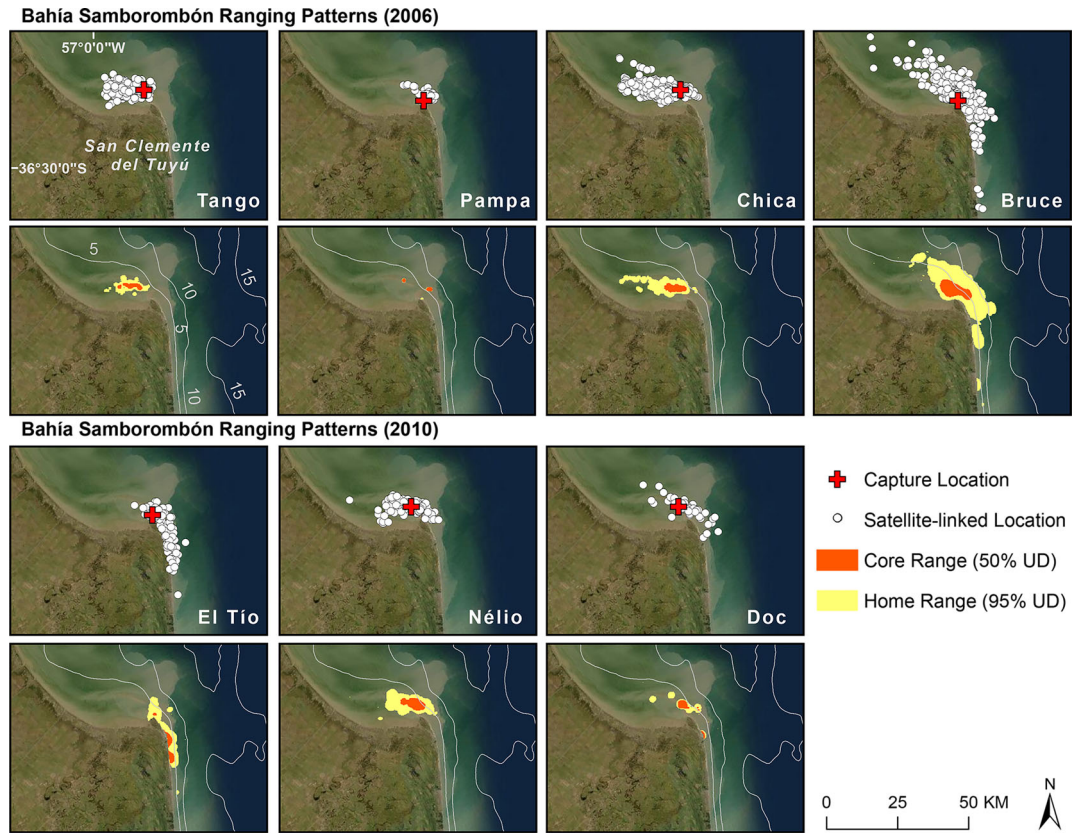 Bahía Samborombón Ranging Patterns (2006)
57°0'0"W
San Clemente
del Tuyú
36°30'0"S
Tango
Pampa
Chica
Bruce
5
10
15
5
10
15
Bahía Samborombón Ranging Patterns (2010)
El Tío
Nélio
Doc
Capture Location
Satellite-linked Location
Core Range (50% UD)
Home Range (95% UD)
0 25 50 KM
N